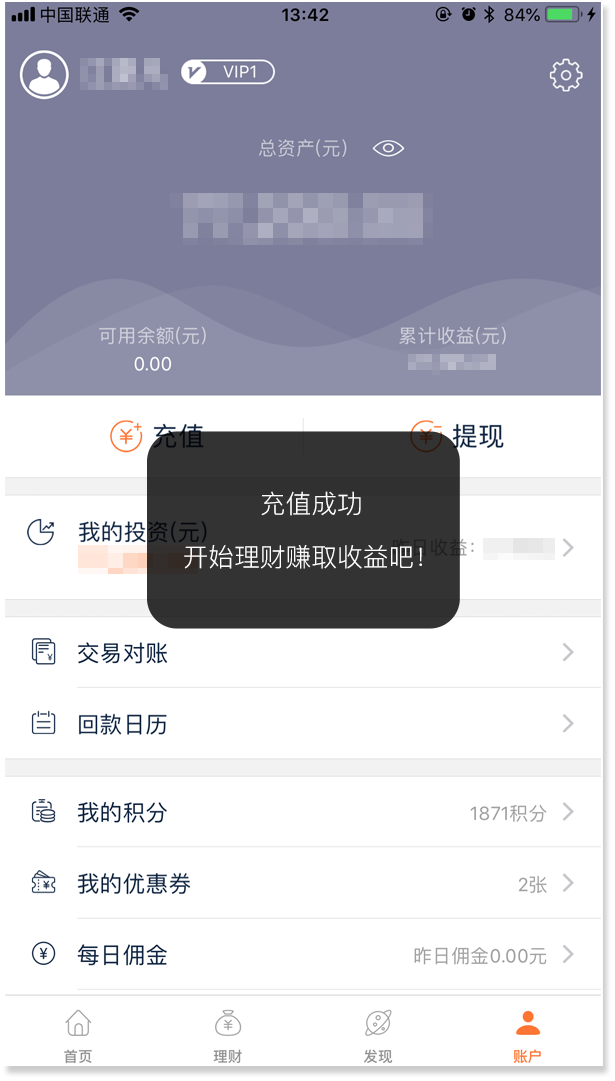 中国联通 13:42 84%
VIP1
总资产(元)
可用余额(元) 累计收益(元)
0.00
充值 提现
充值成功
我的投资(元)
昨日收益:
开始理财赚取收益吧!
交易对账
回款日历
我的积分 1871积分
我的优惠券 2张
每日佣金 昨日佣金0.00元
首页 理财 发现 账户